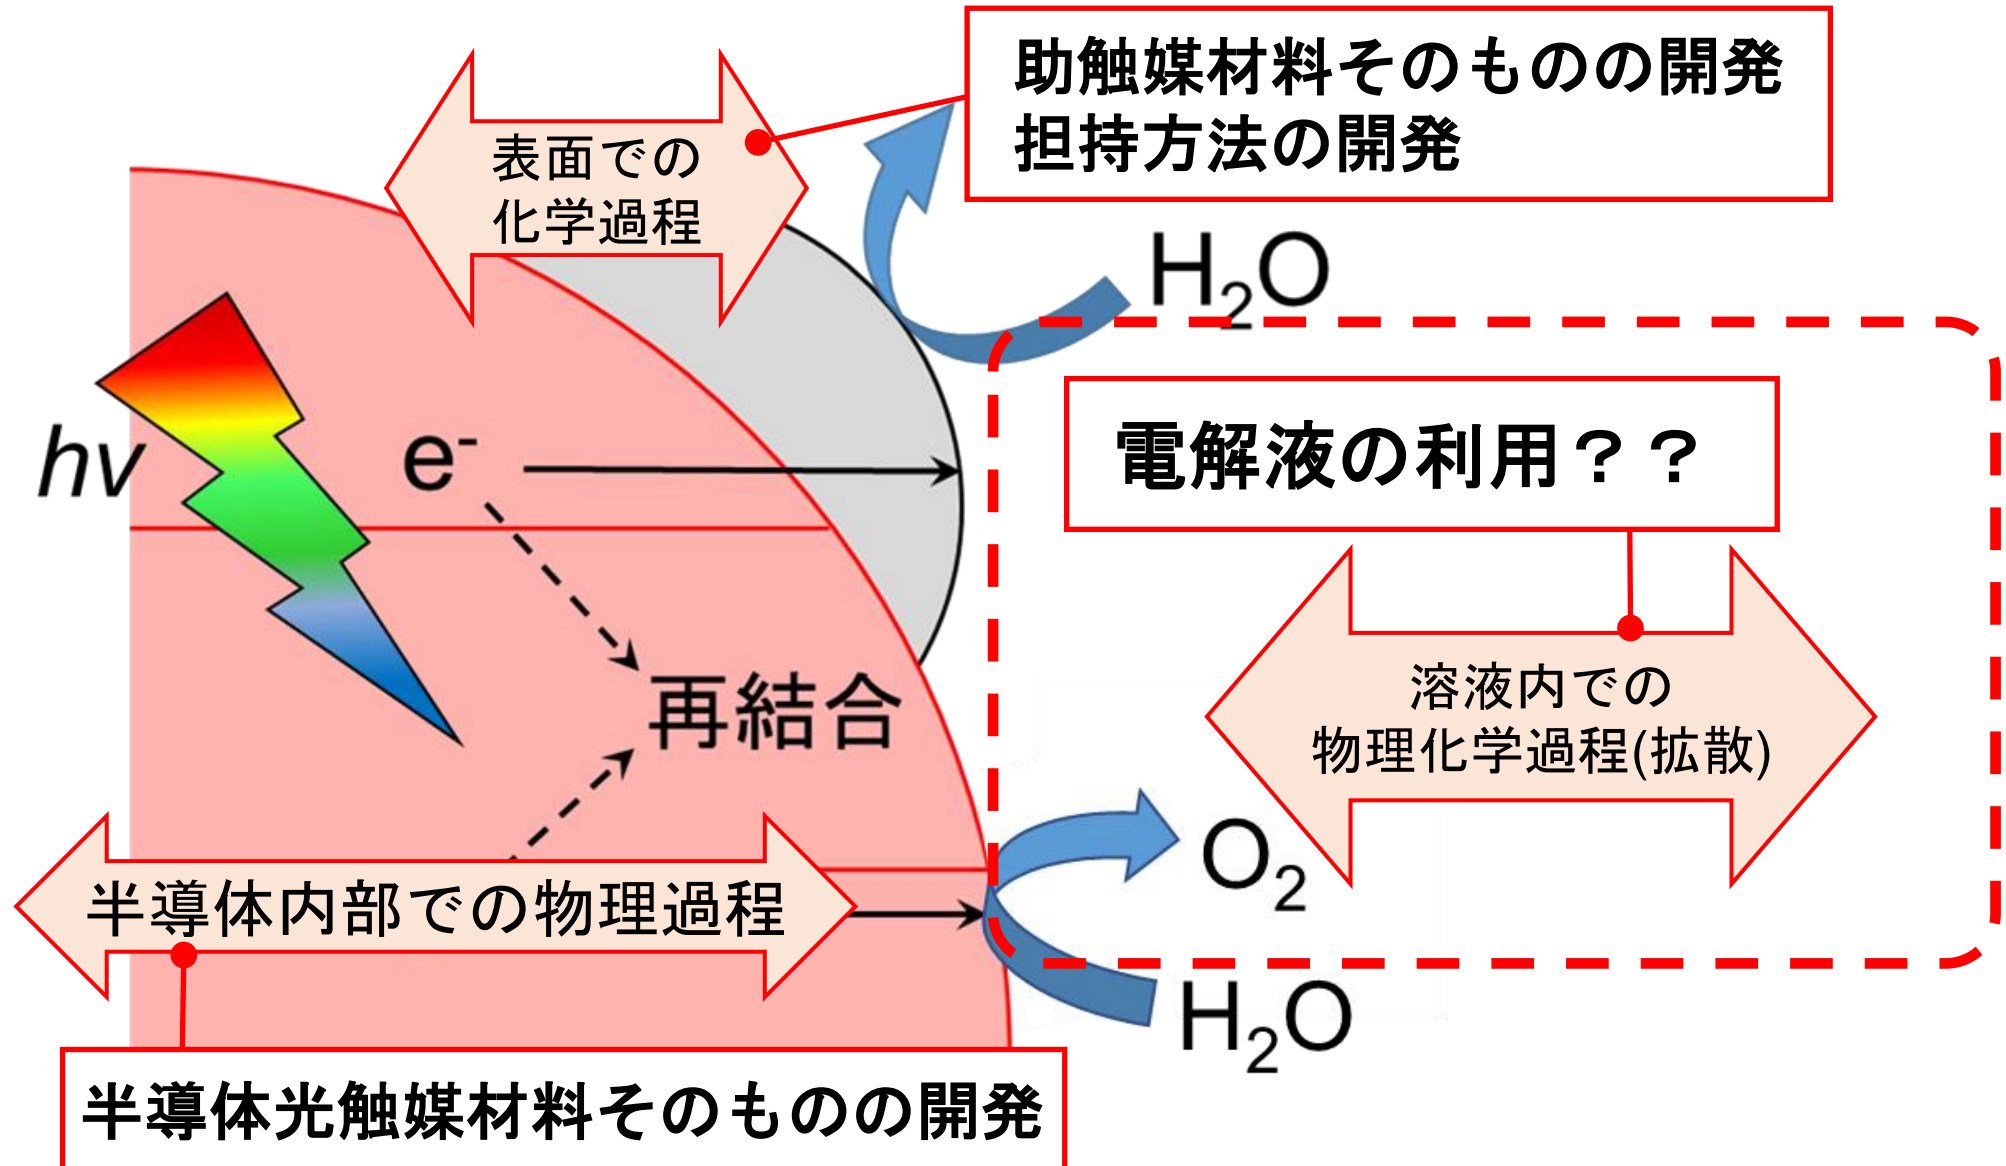 助触媒材料そのものの開発
担持方法の開発
表面での
化学過程
H₂O
hν
e⁻
電解液の利用？？
再結合
溶液内での
物理化学過程(拡散)
O₂
半導体内部での物理過程
H₂O
半導体光触媒材料そのものの開発